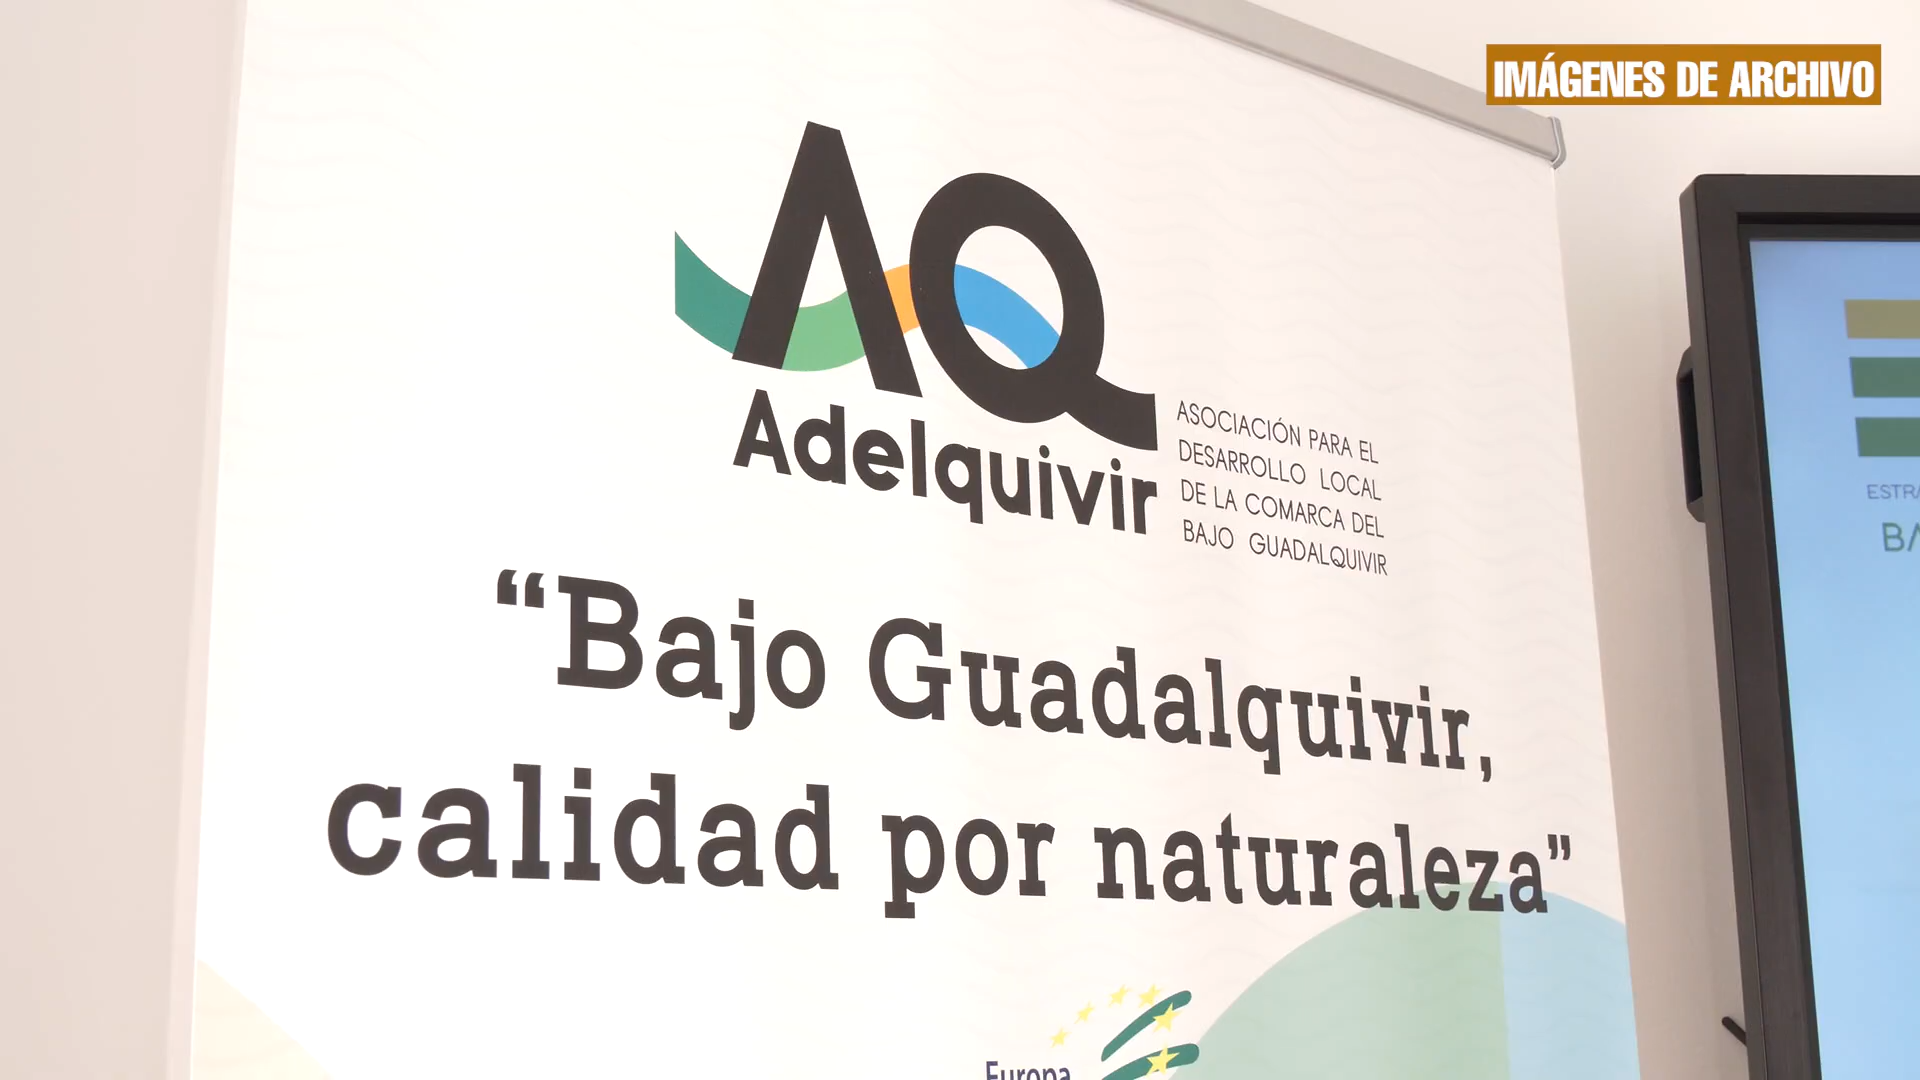 IMÁGENES DE ARCHIVO
AQ
Adelquivir
ASOCIACIÓN PARA EL
DESARROLLO LOCAL
DE LA COMARCA DEL
BAJO GUADALQUIVIR
“Bajo Guadalquivir,
calidad por naturaleza”
Europa